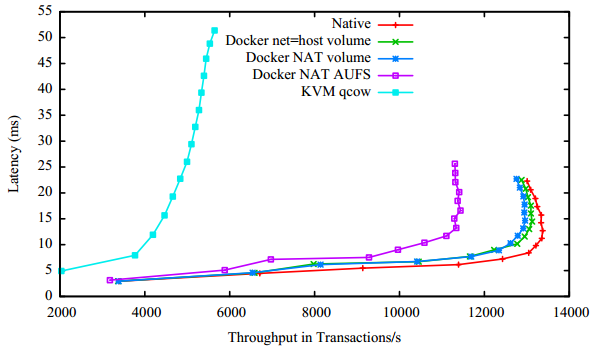 55
50
45
40
35
30
25
20
15
10
5
0
Latency (ms)
Native
Docker net=host volume
Docker NAT volume
Docker NAT AUFS
KVM qcow
2000 4000 6000 8000 10000 12000 14000
Throughput in Transactions/s